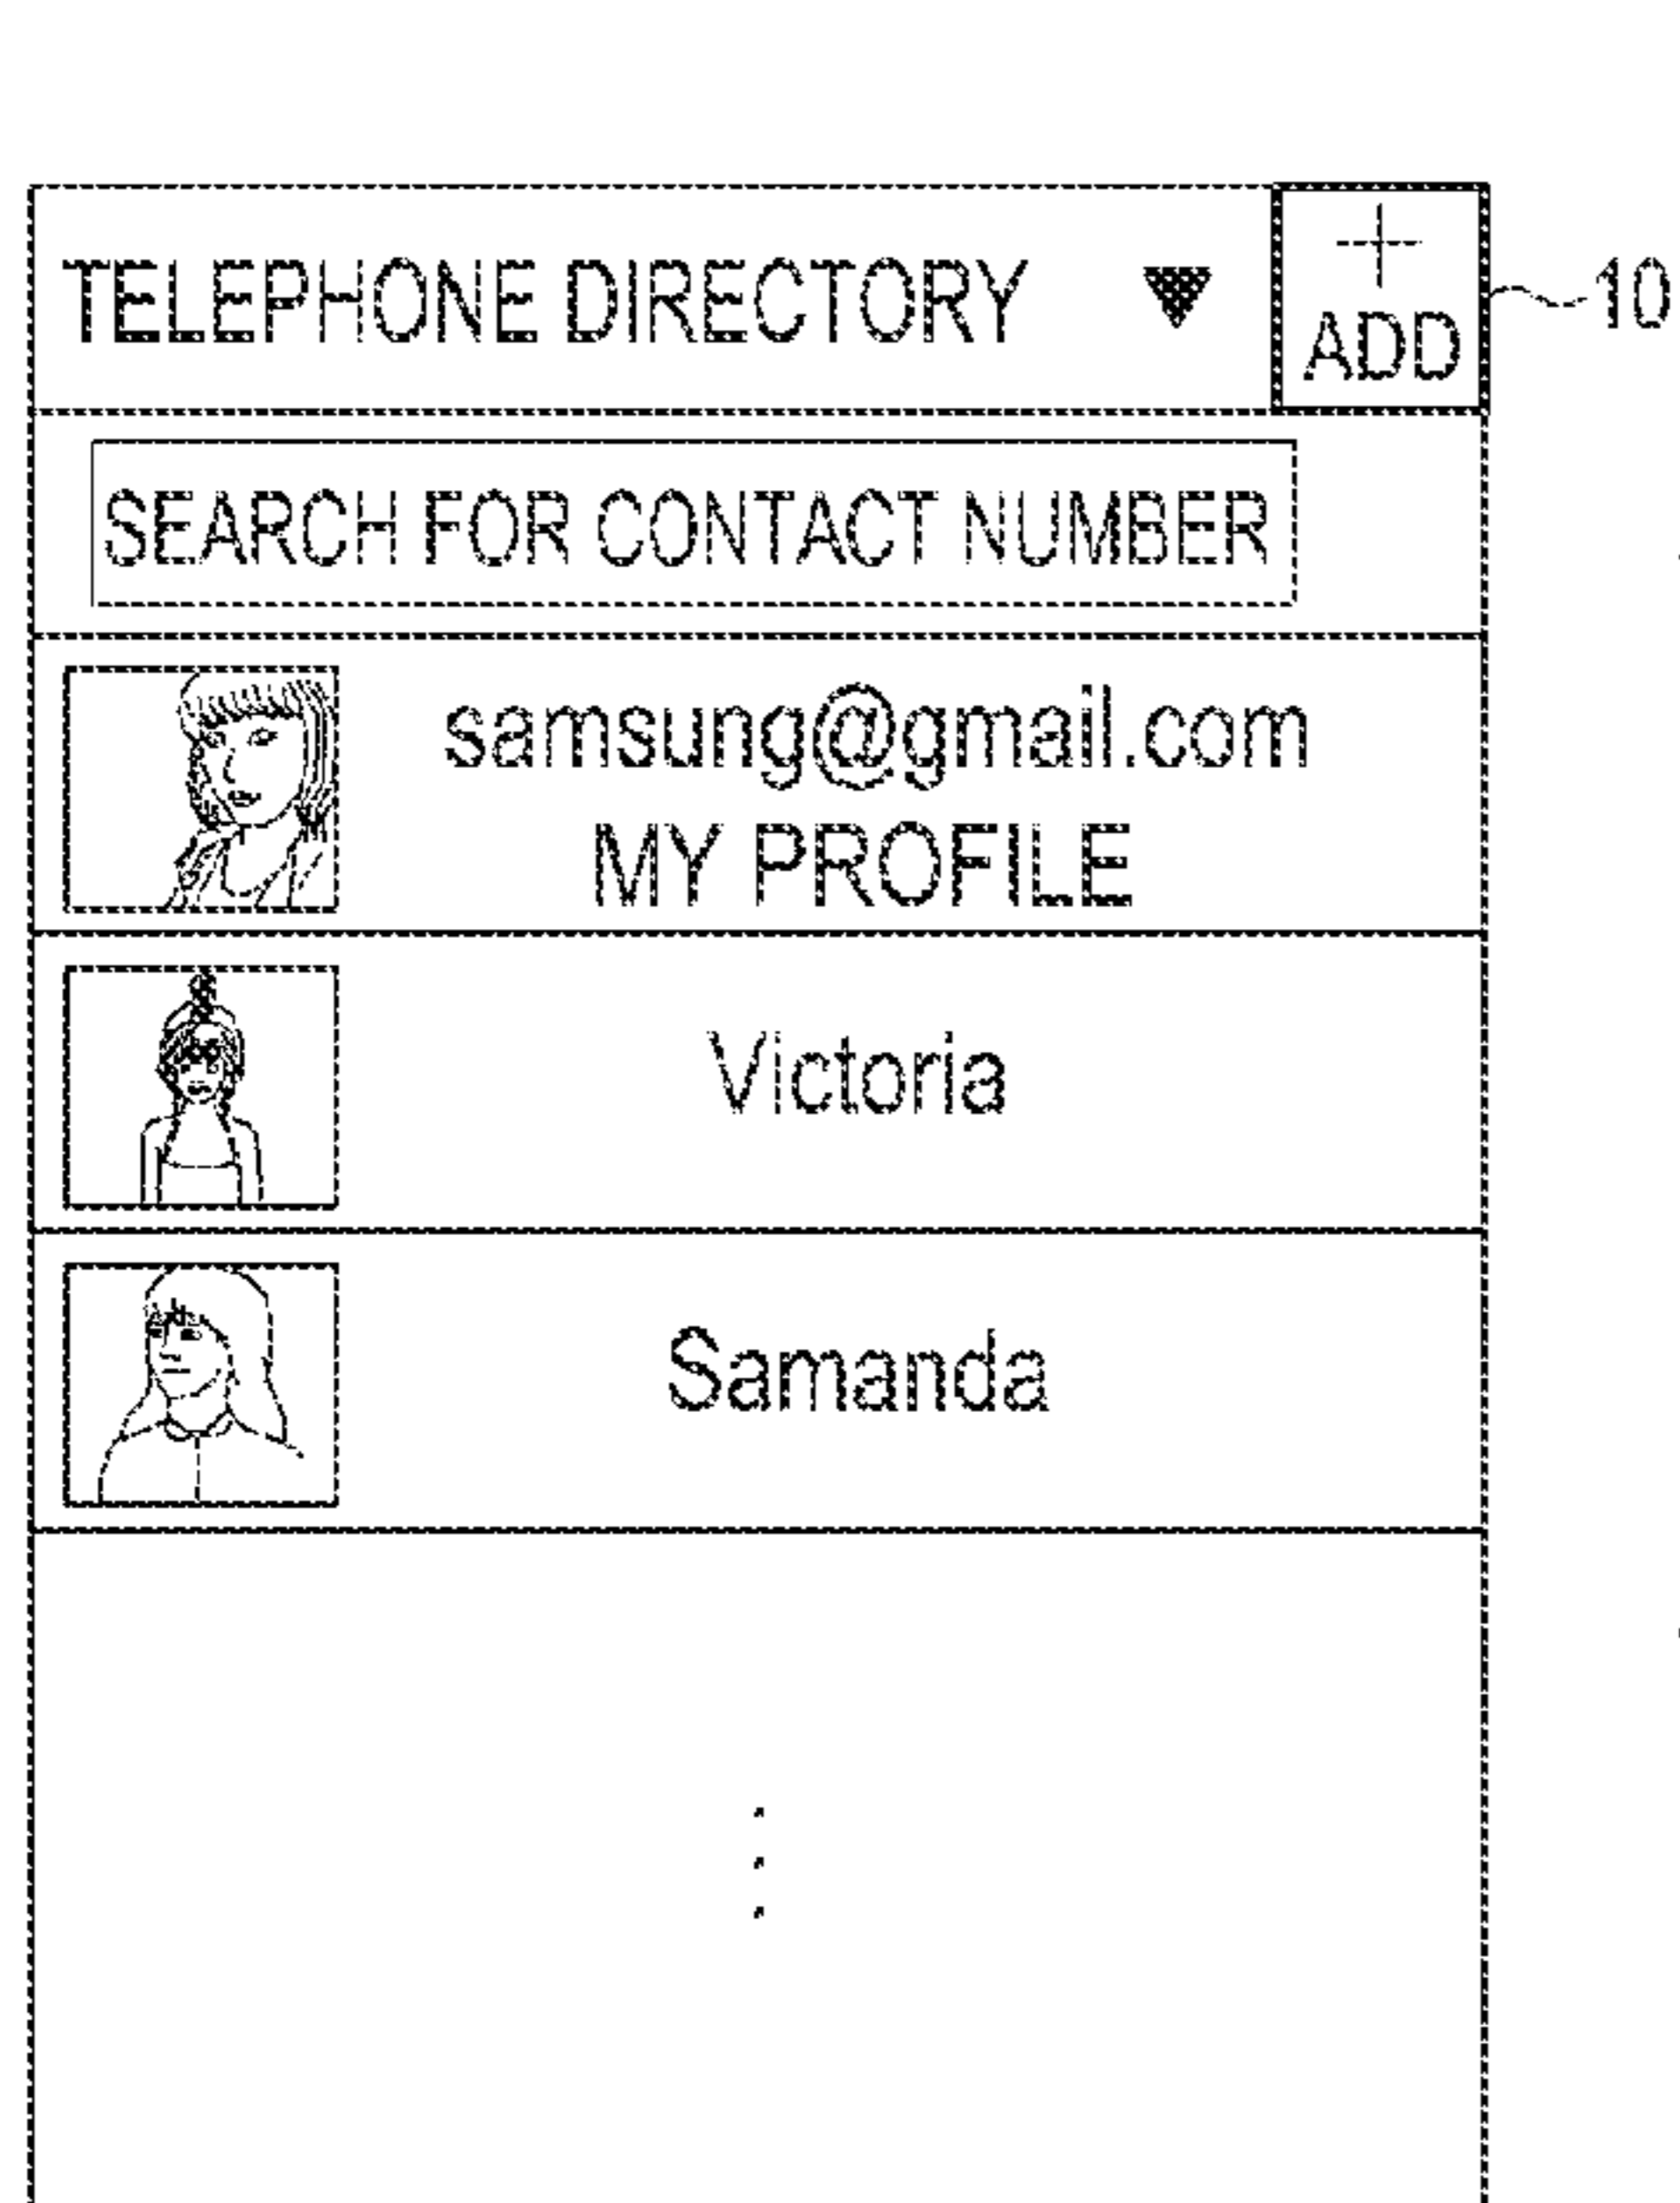 TELEPHONE DIRECTORY ▼
+
ADD
10
SEARCH FOR CONTACT NUMBER
samsung@gmail.com
MY PROFILE
Victoria
Samanda